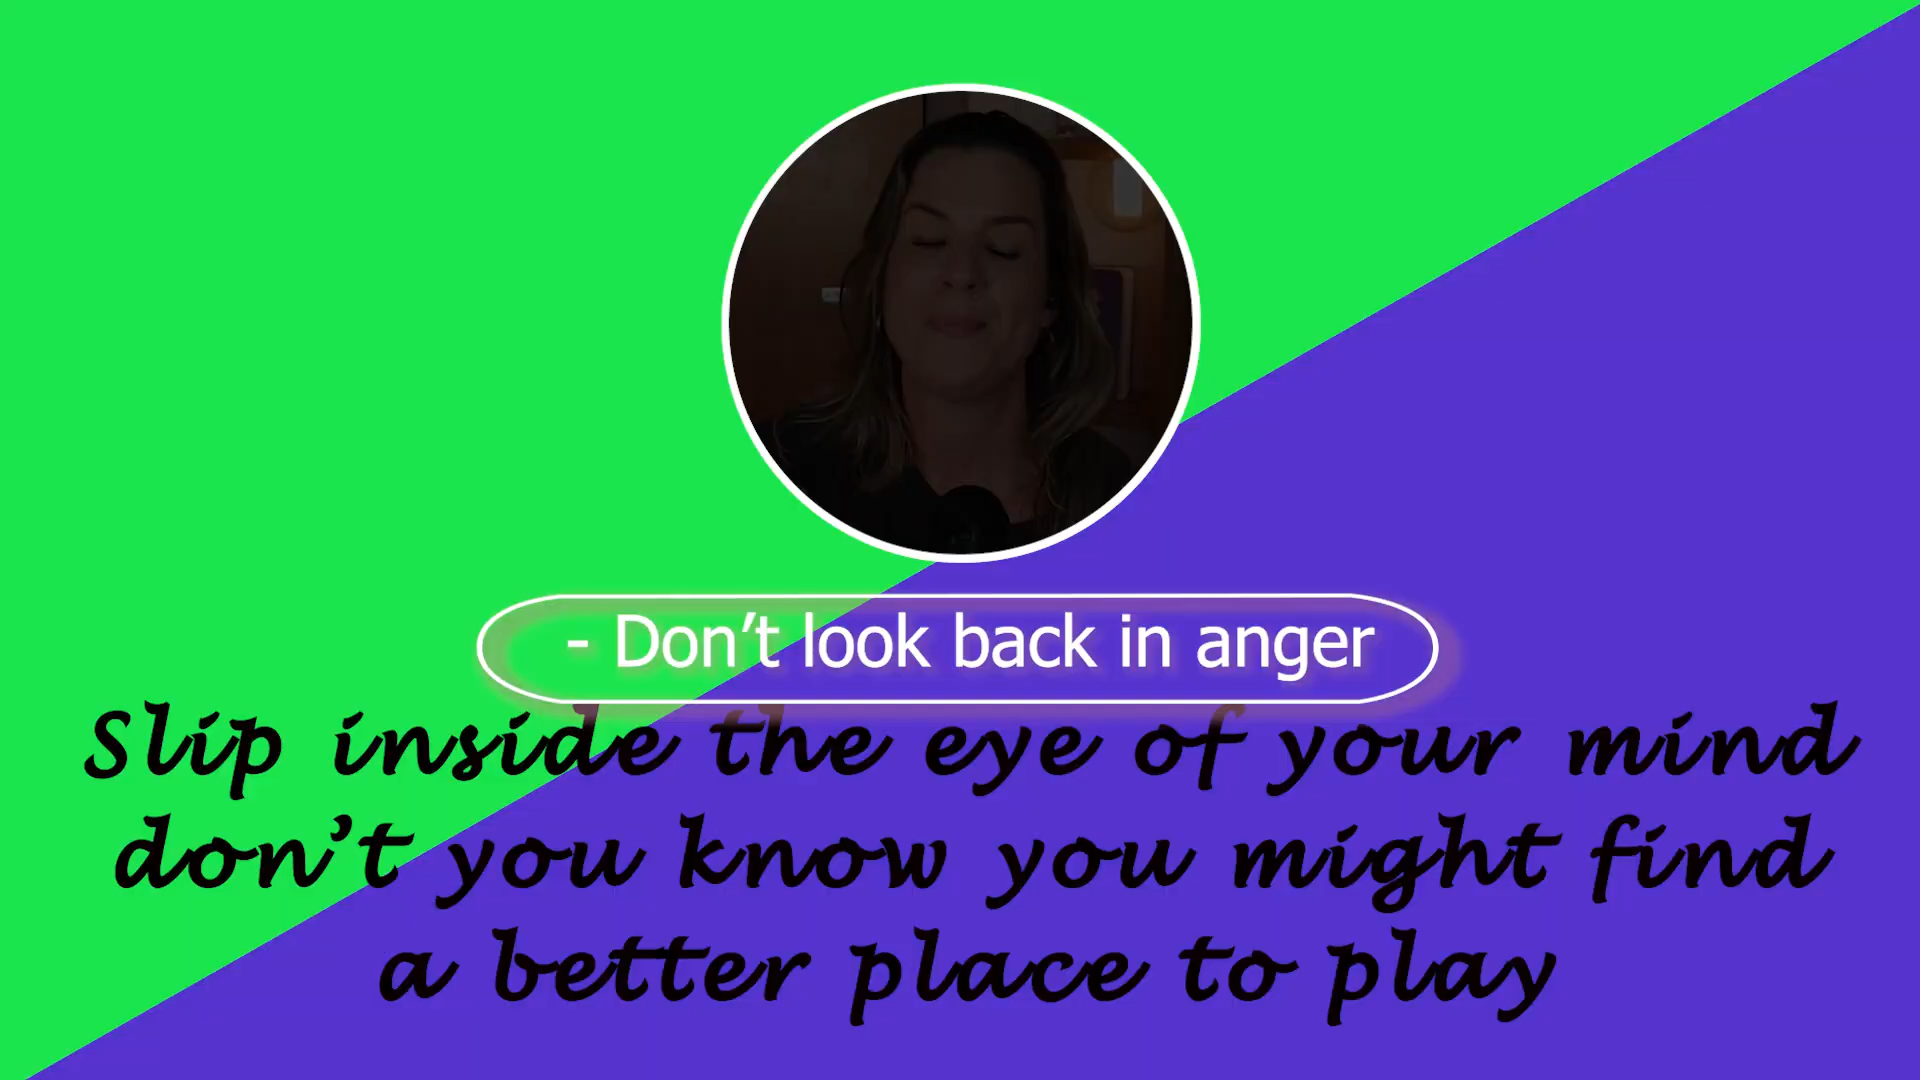 - Don't look back in anger
Slip inside the eye of your mind
don't you know you might find
a better place to play